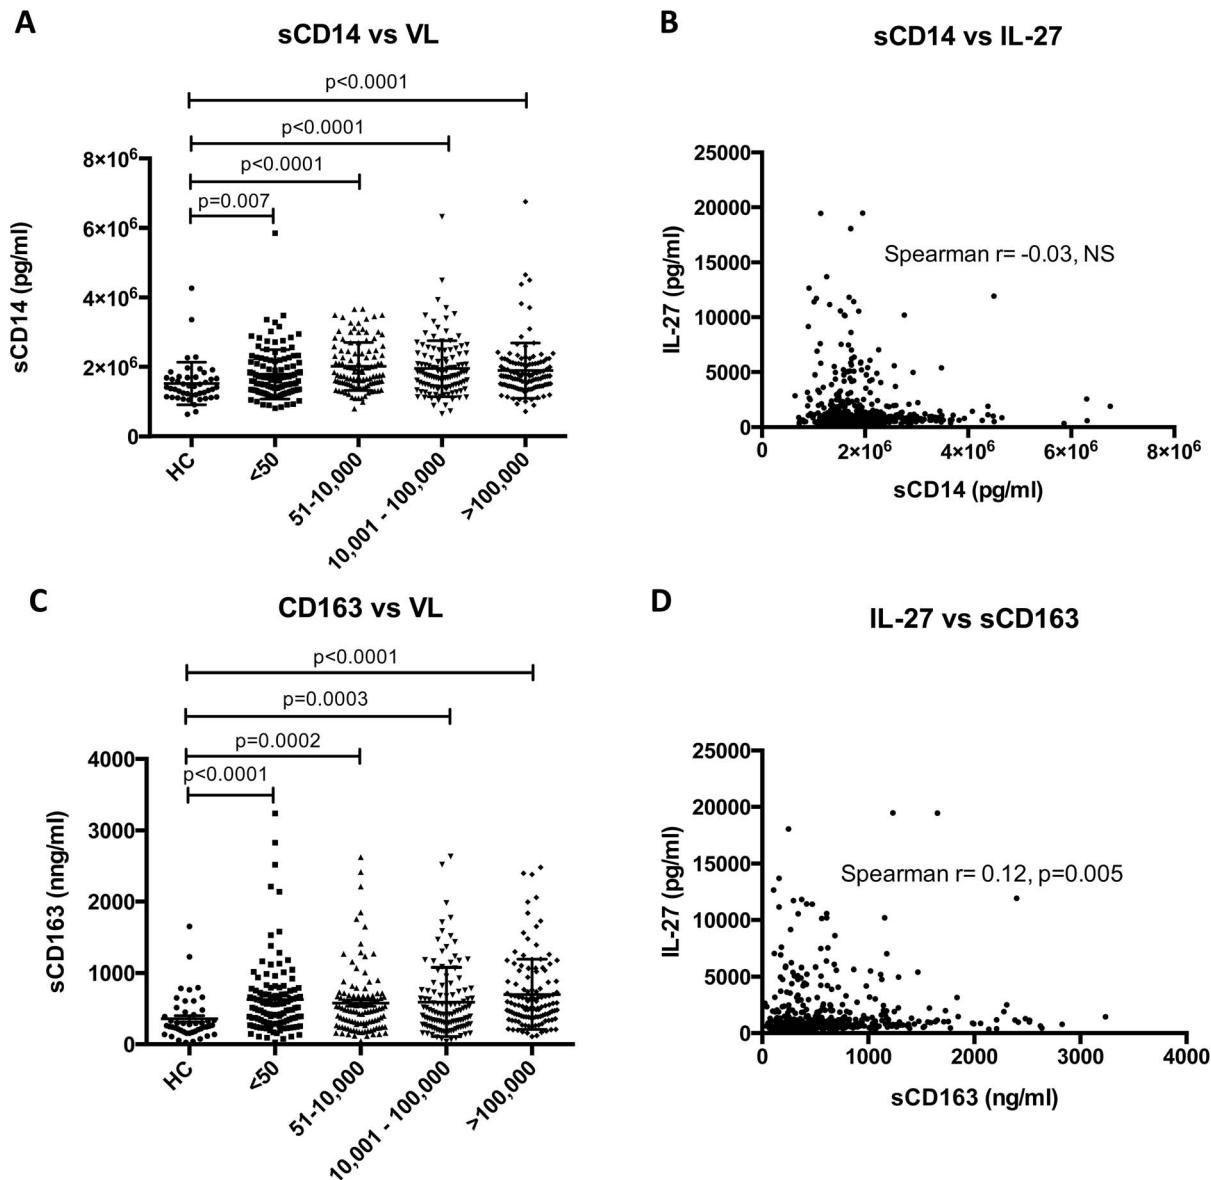 A
sCD14 vs VL
p<0.0001
p<0.0001
p<0.0001
p=0.007
8×10⁶
6×10⁶
4×10⁶
2×10⁶
0
sCD14 (pg/ml)
HC
<50
51-10,000
10,001 - 100,000
>100,000
B
sCD14 vs IL-27
25000
20000
15000
10000
5000
0
IL-27 (pg/ml)
Spearman r= -0.03, NS
0
2×10⁶
4×10⁶
6×10⁶
8×10⁶
sCD14 (pg/ml)
C
CD163 vs VL
p<0.0001
p=0.0003
p=0.0002
p<0.0001
4000
3000
2000
1000
0
sCD163 (nng/ml)
HC
<50
51-10,000
10,001 - 100,000
>100,000
D
IL-27 vs sCD163
25000
20000
15000
10000
5000
0
IL-27 (pg/ml)
Spearman r= 0.12, p=0.005
0
1000
2000
3000
4000
sCD163 (ng/ml)